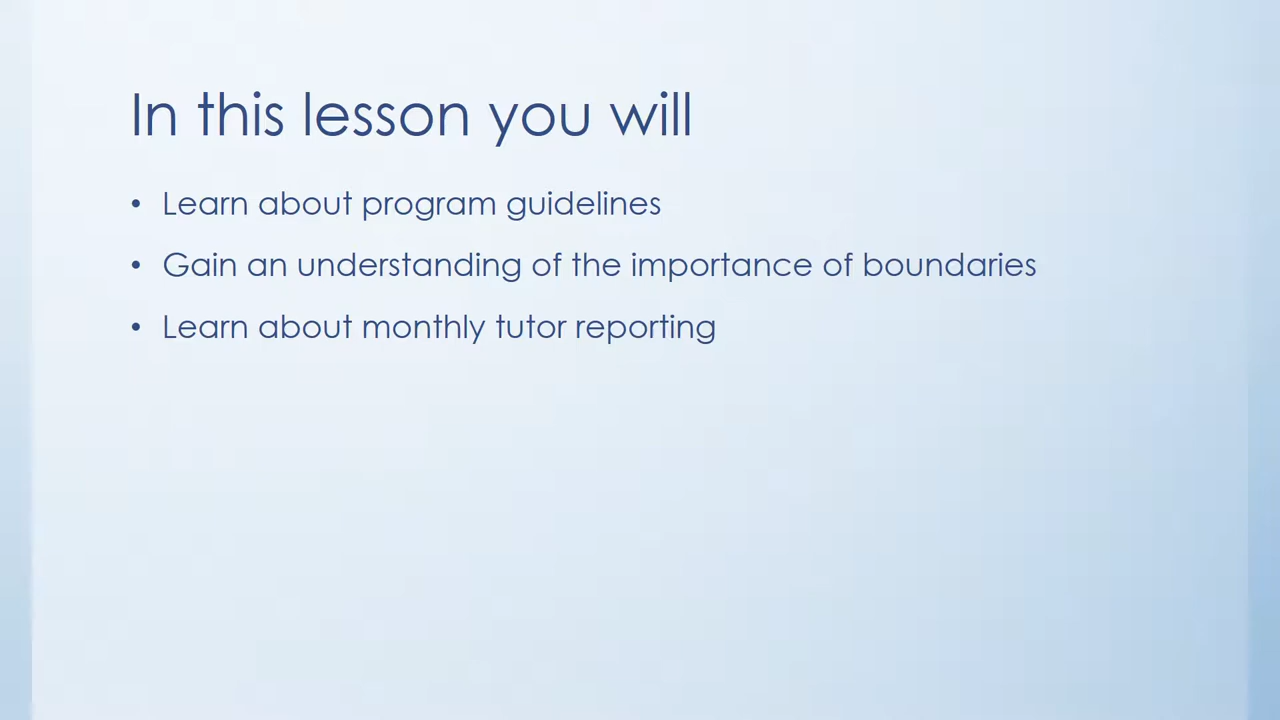 In this lesson you will
• Learn about program guidelines
• Gain an understanding of the importance of boundaries
• Learn about monthly tutor reporting